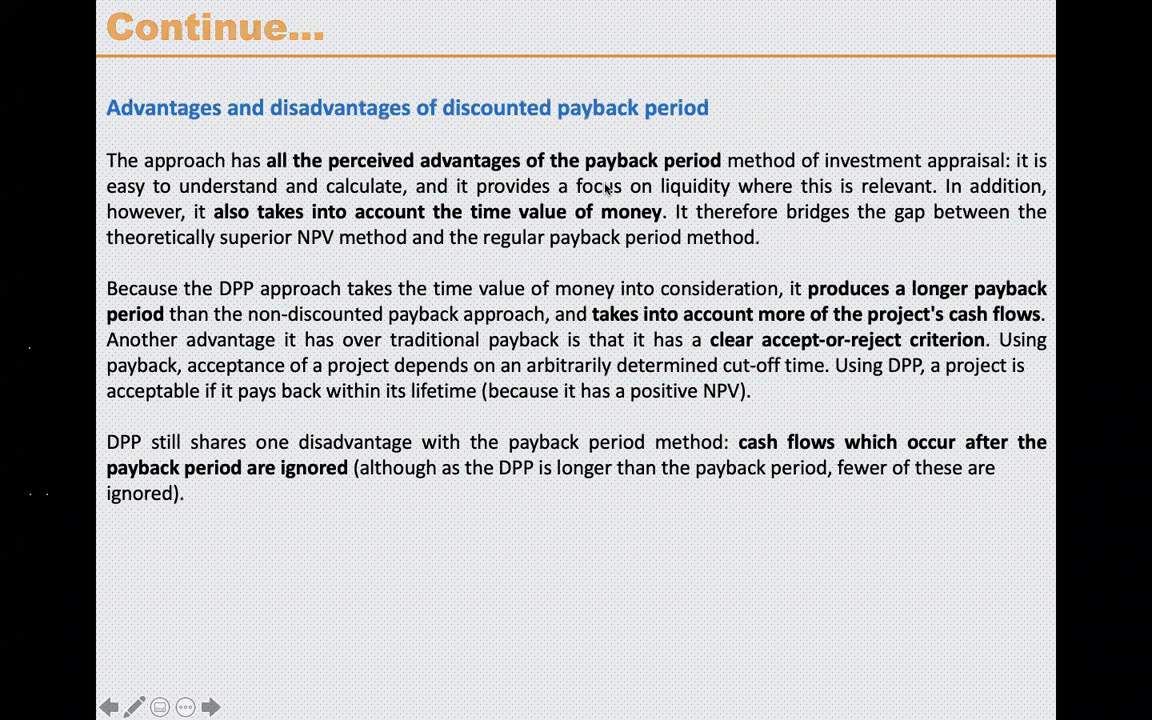 Continue...
Advantages and disadvantages of discounted payback period
The approach has all the perceived advantages of the payback period method of investment appraisal: it is
easy to understand and calculate, and it provides a focus on liquidity where this is relevant. In addition,
however, it also takes into account the time value of money. It therefore bridges the gap between the
theoretically superior NPV method and the regular payback period method.
Because the DPP approach takes the time value of money into consideration, it produces a longer payback
period than the non-discounted payback approach, and takes into account more of the project's cash flows.
Another advantage it has over traditional payback is that it has a clear accept-or-reject criterion. Using
payback, acceptance of a project depends on an arbitrarily determined cut-off time. Using DPP, a project is
acceptable if it pays back within its lifetime (because it has a positive NPV).
DPP still shares one disadvantage with the payback period method: cash flows which occur after the
payback period are ignored (although as the DPP is longer than the payback period, fewer of these are
ignored).